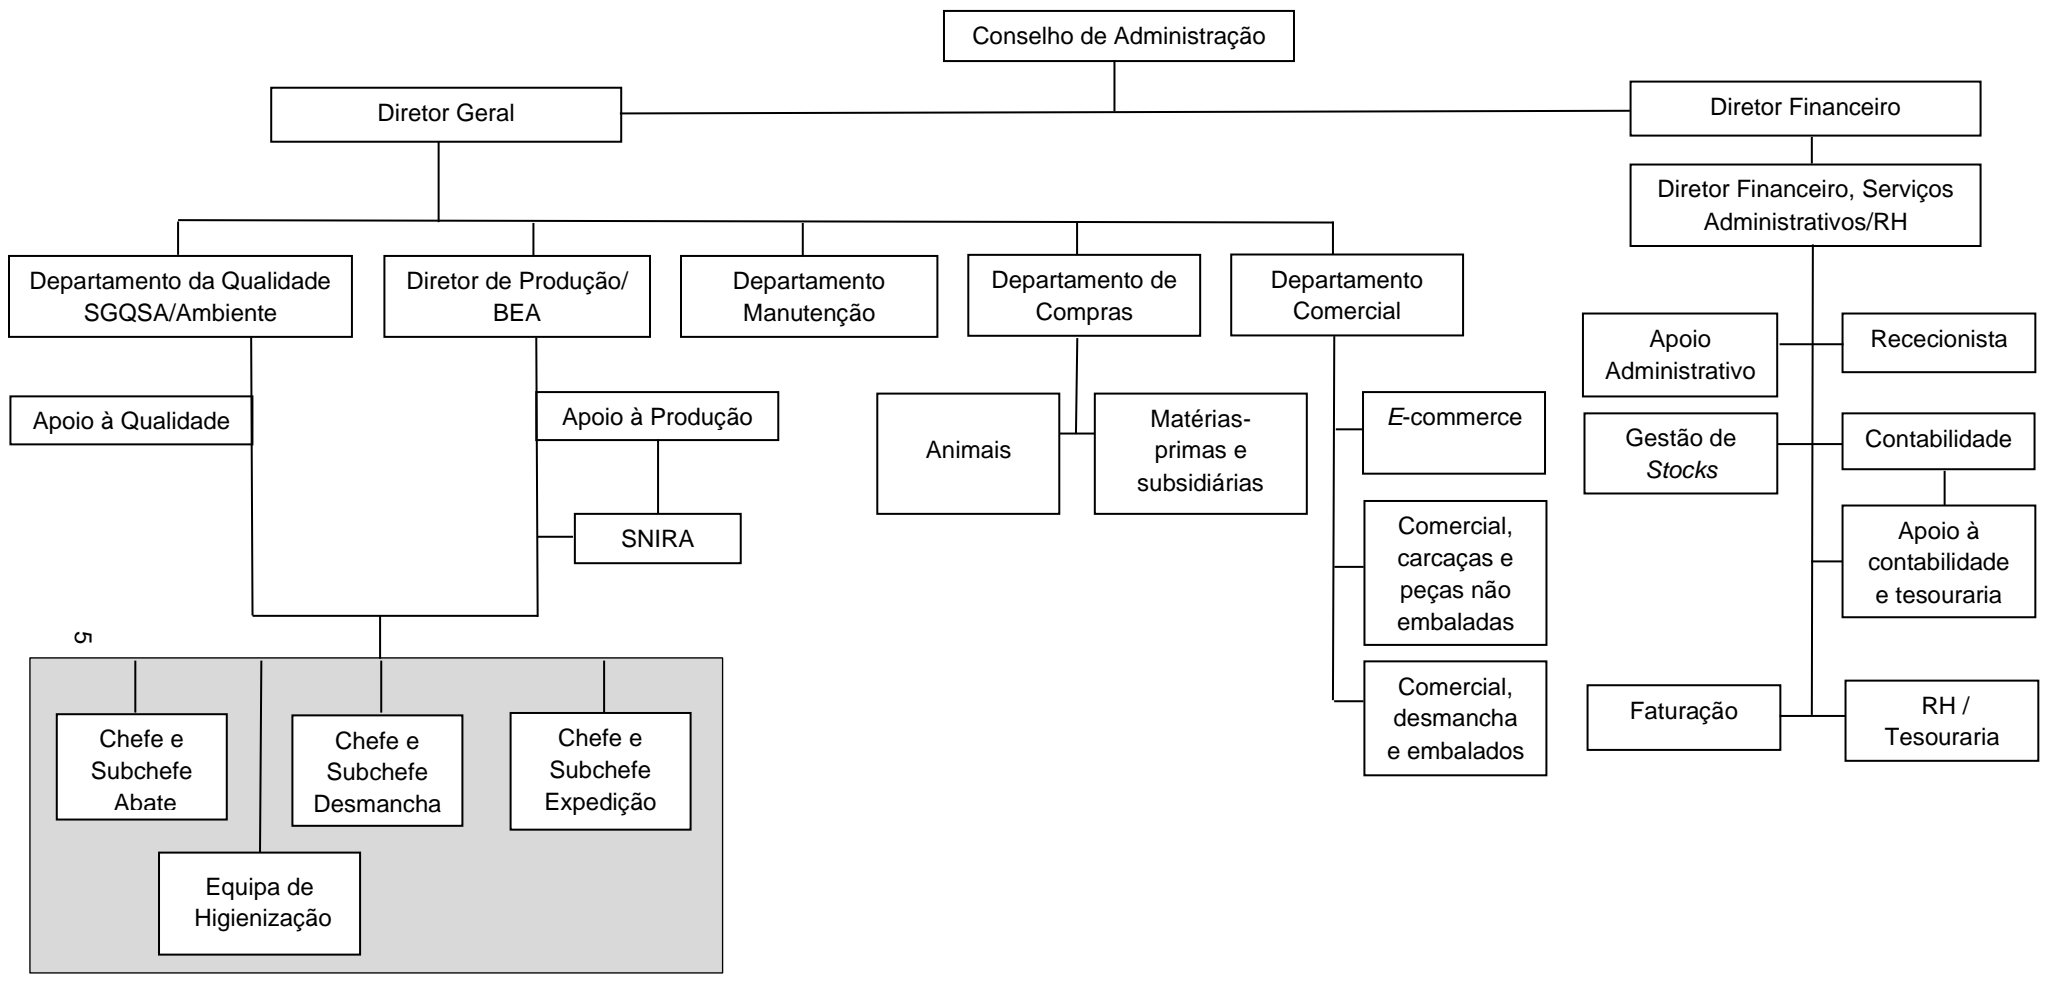 Conselho de Administração
Diretor Geral
Diretor Financeiro
Diretor Financeiro, Serviços
Administrativos/RH
Departamento da Qualidade
SGQSA/Ambiente
Diretor de Produção/
BEA
Departamento
Manutenção
Departamento de
Compras
Departamento
Comercial
Apoio
Administrativo
Rececionista
Apoio à Qualidade
Apoio à Produção
Animais
Matérias-
primas e
subsidiárias
E-commerce
Gestão de
Stocks
Contabilidade
SNIRA
Comercial,
carcaças e
peças não
embaladas
Apoio à
contabilidade
e tesouraria
5
Comercial,
desmancha
e embalados
Faturação
RH /
Tesouraria
Chefe e
Subchefe
Abate
Chefe e
Subchefe
Desmancha
Chefe e
Subchefe
Expedição
Equipa de
Higienização